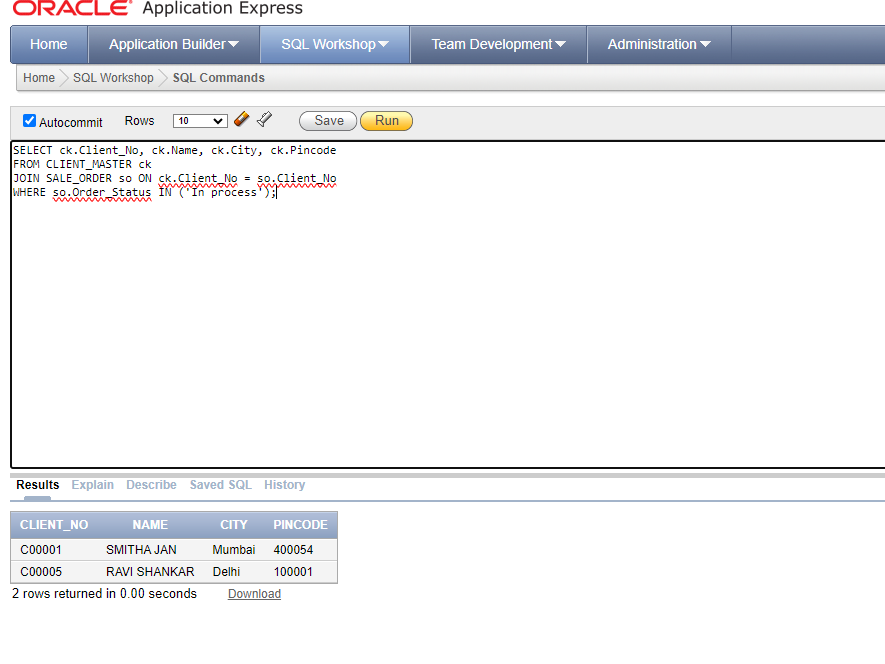 ORACLE® Application Express
Home Application Builder SQL Workshop Team Development Administration
Home SQL Workshop SQL Commands
Autocommit Rows 10 Save Run
SELECT ck.Client_No, ck.Name, ck.City, ck.Pincode
FROM CLIENT_MASTER ck
JOIN SALE_ORDER so ON ck.Client_No = so.Client_No
WHERE so.Order_Status IN ('In process');
Results Explain Describe Saved SQL History
CLIENT_NO NAME CITY PINCODE
C00001 SMITHA JAN Mumbai 400054
C00005 RAVI SHANKAR Delhi 100001
2 rows returned in 0.00 seconds Download